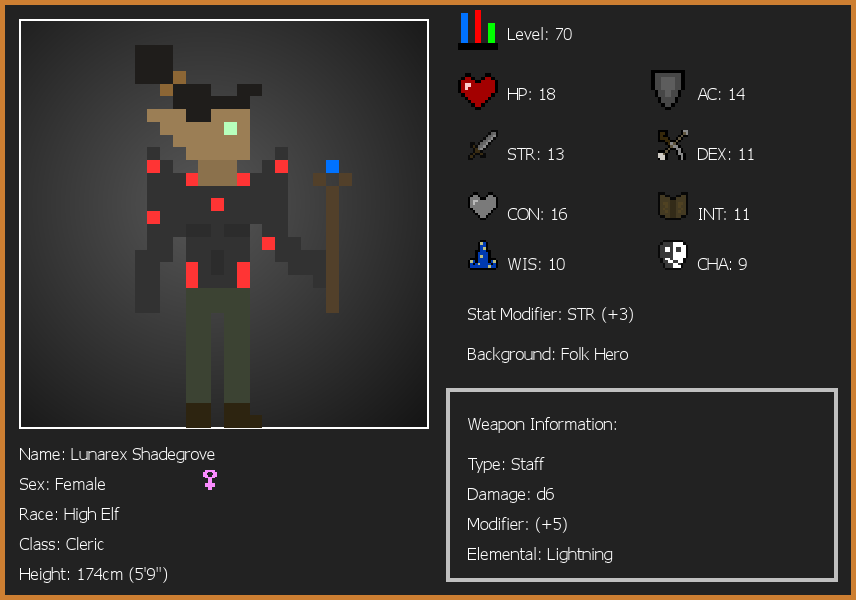 Level: 70
HP: 18
AC: 14
STR: 13
DEX: 11
CON: 16
INT: 11
WIS: 10
CHA: 9
Stat Modifier: STR (+3)
Background: Folk Hero
Weapon Information:
Type: Staff
Damage: d6
Modifier: (+5)
Elemental: Lightning
Name: Lunarex Shadegrove
Sex: Female
Race: High Elf
Class: Cleric
Height: 174cm (5'9")